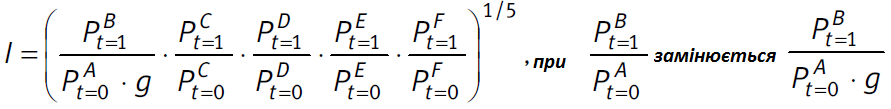 I = ( P^B_{t=1} / (P^A_{t=0} · g) · P^C_{t=1} / P^C_{t=0} · P^D_{t=1} / P^D_{t=0} · P^E_{t=1} / P^E_{t=0} · P^F_{t=1} / P^F_{t=0} )^{1/5} , при P^B_{t=1} / P^A_{t=0} замінюється P^B_{t=1} / (P^A_{t=0} · g)